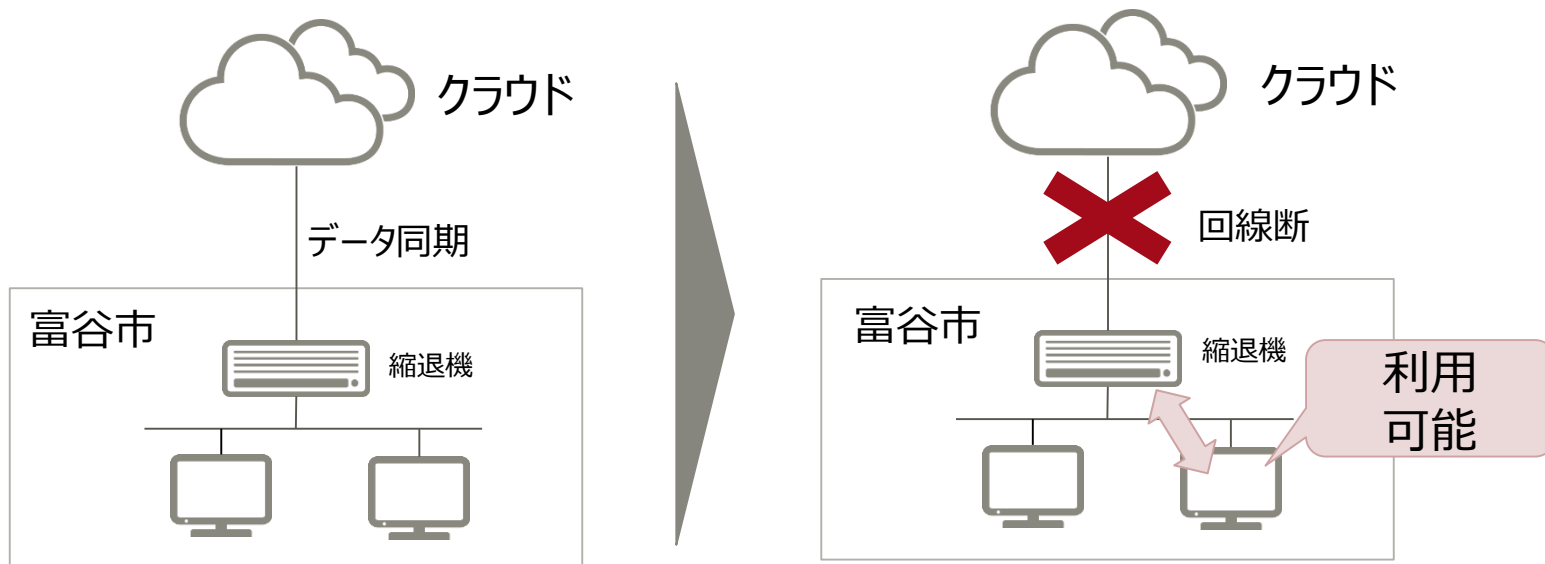 クラウド
データ同期
富谷市
縮退機
クラウド
回線断
富谷市
縮退機
利用
可能